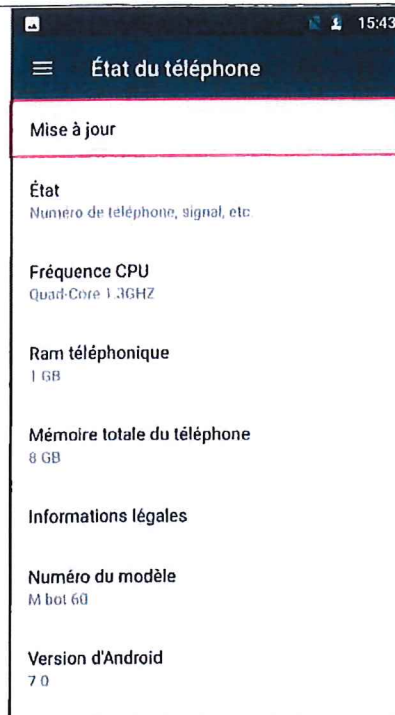 15:43
État du téléphone
Mise à jour
État
Numéro de téléphone, signal, etc
Fréquence CPU
Quad-Core 1.3GHZ
Ram téléphonique
1 GB
Mémoire totale du téléphone
8 GB
Informations légales
Numéro du modèle
M bot 60
Version d'Android
7.0